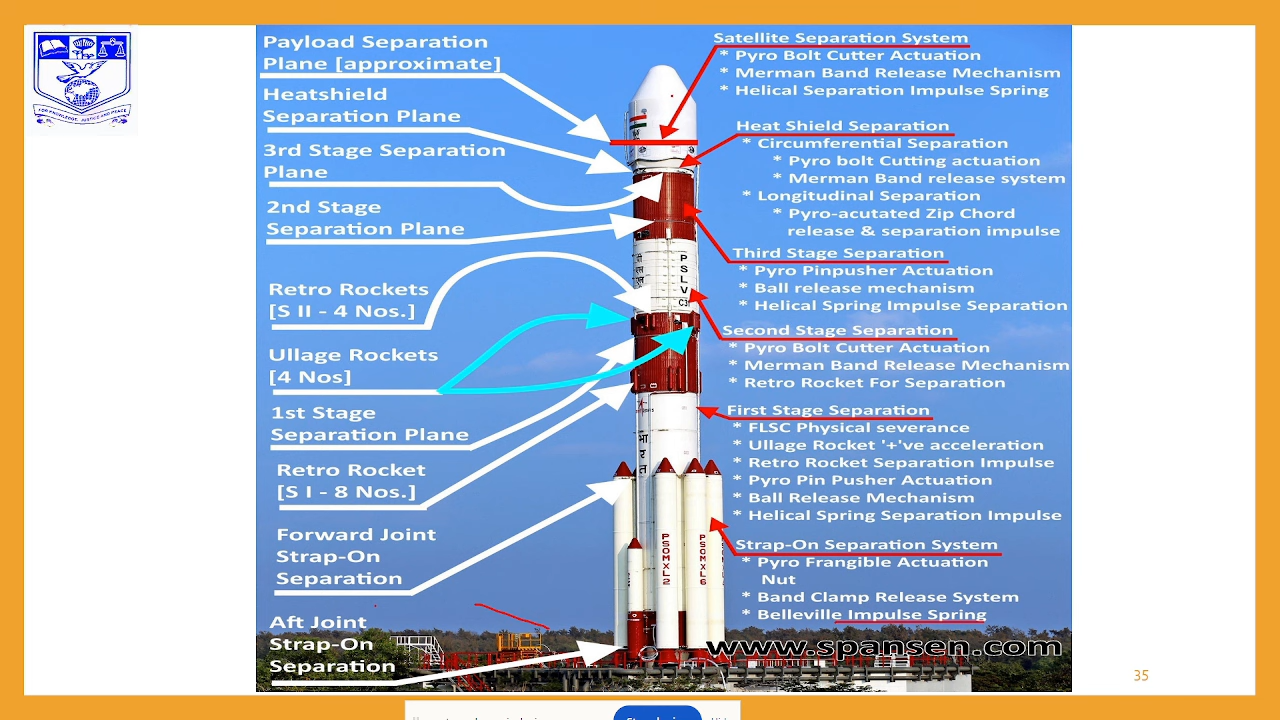 FOR KNOWLEDGE, JUSTICE AND PEACE
Payload Separation
Plane [approximate]
Heatshield
Separation Plane
3rd Stage Separation
Plane
2nd Stage
Separation Plane
Retro Rockets
[S II - 4 Nos.]
Ullage Rockets
[4 Nos]
1st Stage
Separation Plane
Retro Rocket
[S I - 8 Nos.]
Forward Joint
Strap-On
Separation
Aft Joint
Strap-On
Separation
PSLV
भार
PSOMXL2
PSOMXL6
Satellite Separation System
* Pyro Bolt Cutter Actuation
* Merman Band Release Mechanism
* Helical Separation Impulse Spring
Heat Shield Separation
* Circumferential Separation
* Pyro bolt Cutting actuation
* Merman Band release system
* Longitudinal Separation
* Pyro-acutated Zip Chord
release & separation impulse
Third Stage Separation
* Pyro Pinpusher Actuation
* Ball release mechanism
* Helical Spring Impulse Separation
Second Stage Separation
* Pyro Bolt Cutter Actuation
* Merman Band Release Mechanism
* Retro Rocket For Separation
First Stage Separation
* FLSC Physical severance
* Ullage Rocket '+'ve acceleration
* Retro Rocket Separation Impulse
* Pyro Pin Pusher Actuation
* Ball Release Mechanism
* Helical Spring Separation Impulse
Strap-On Separation System
* Pyro Frangible Actuation
Nut
* Band Clamp Release System
* Belleville Impulse Spring
www.spansen.com
35